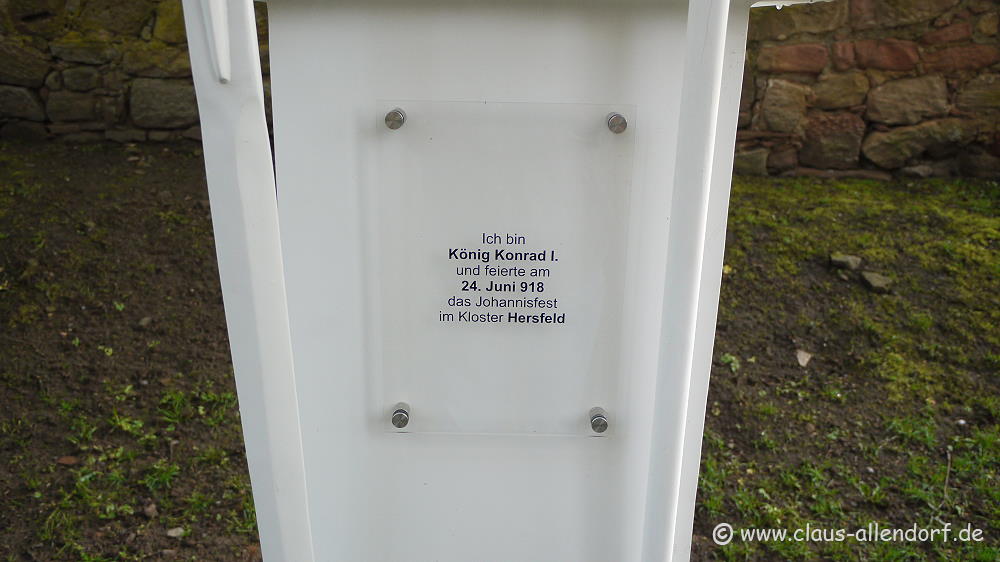 Ich bin
König Konrad I.
und feierte am
24. Juni 918
das Johannisfest
im Kloster Hersfeld
© www.claus-allendorf.de